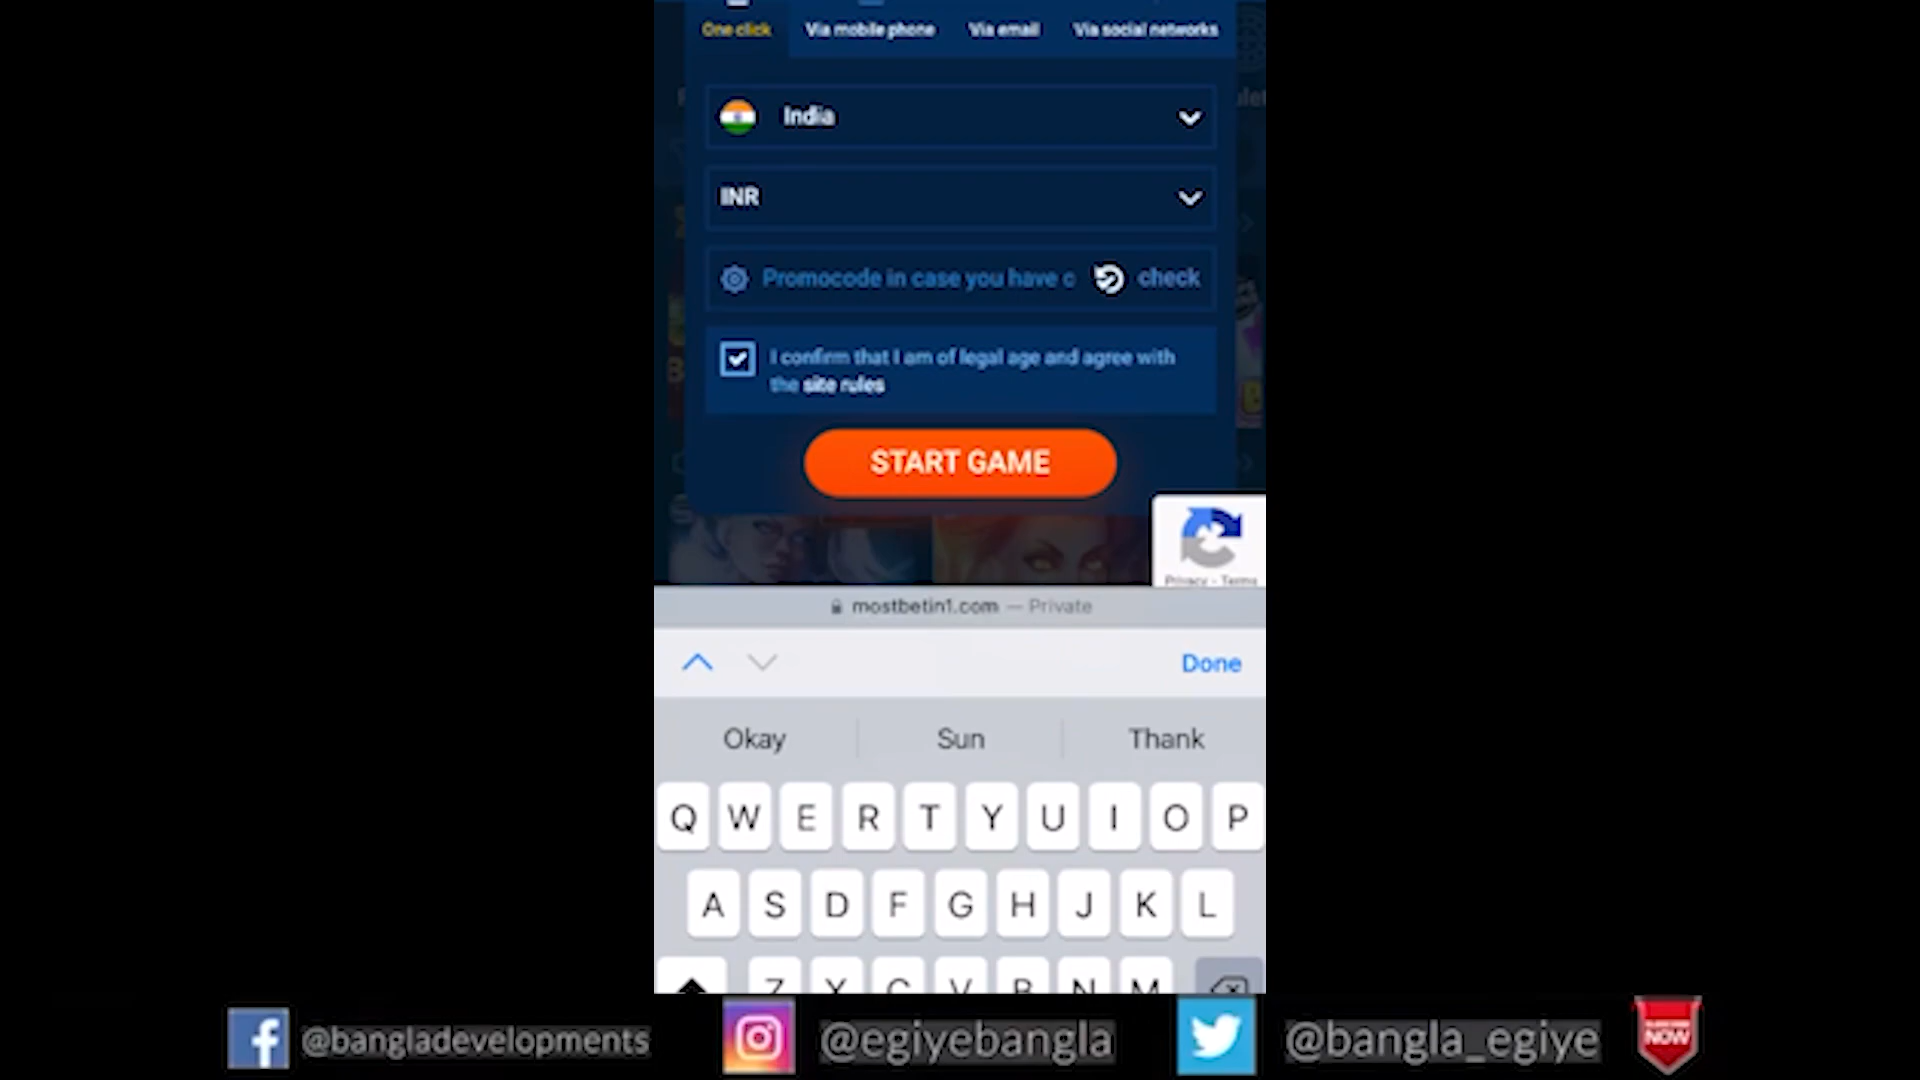 One click Via mobile phone Via email Via social networks
India
INR
Promocode in case you have check
I confirm that I am of legal age and agree with
the site rules
START GAME
Privacy - Terms
mostbetin1.com — Private
Done
Okay Sun Thank
Q W E R T Y U I O P
A S D F G H J K L
Z X C V B N M
@bangladevelopments @egiyebangla @bangla_egiye NOW